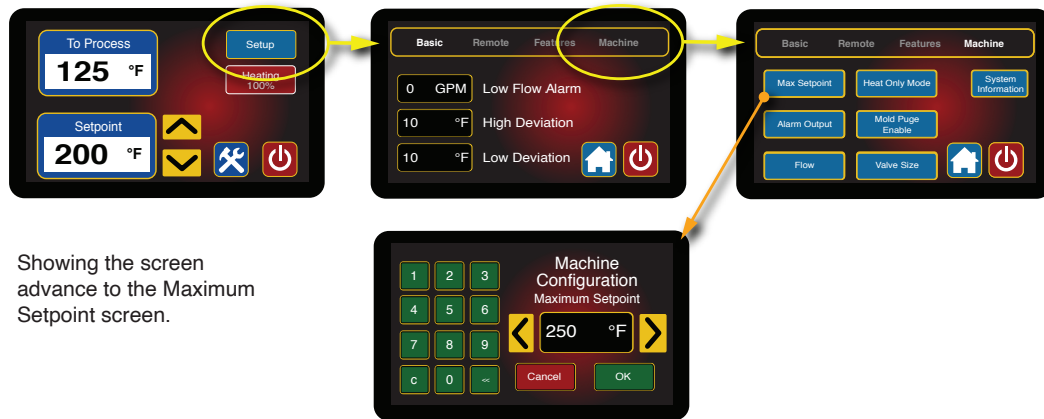 To Process
125 °F
Setup
Heating
100%
Setpoint
200 °F
Basic Remote Features Machine
0 GPM Low Flow Alarm
10 °F High Deviation
10 °F Low Deviation
Basic Remote Features Machine
Max Setpoint Heat Only Mode System
Information
Alarm Output Mold Puge
Enable
Flow Valve Size
Showing the screen
advance to the Maximum
Setpoint screen.
1 2 3
4 5 6
7 8 9
c 0 <<
Machine
Configuration
Maximum Setpoint
250 °F
Cancel OK